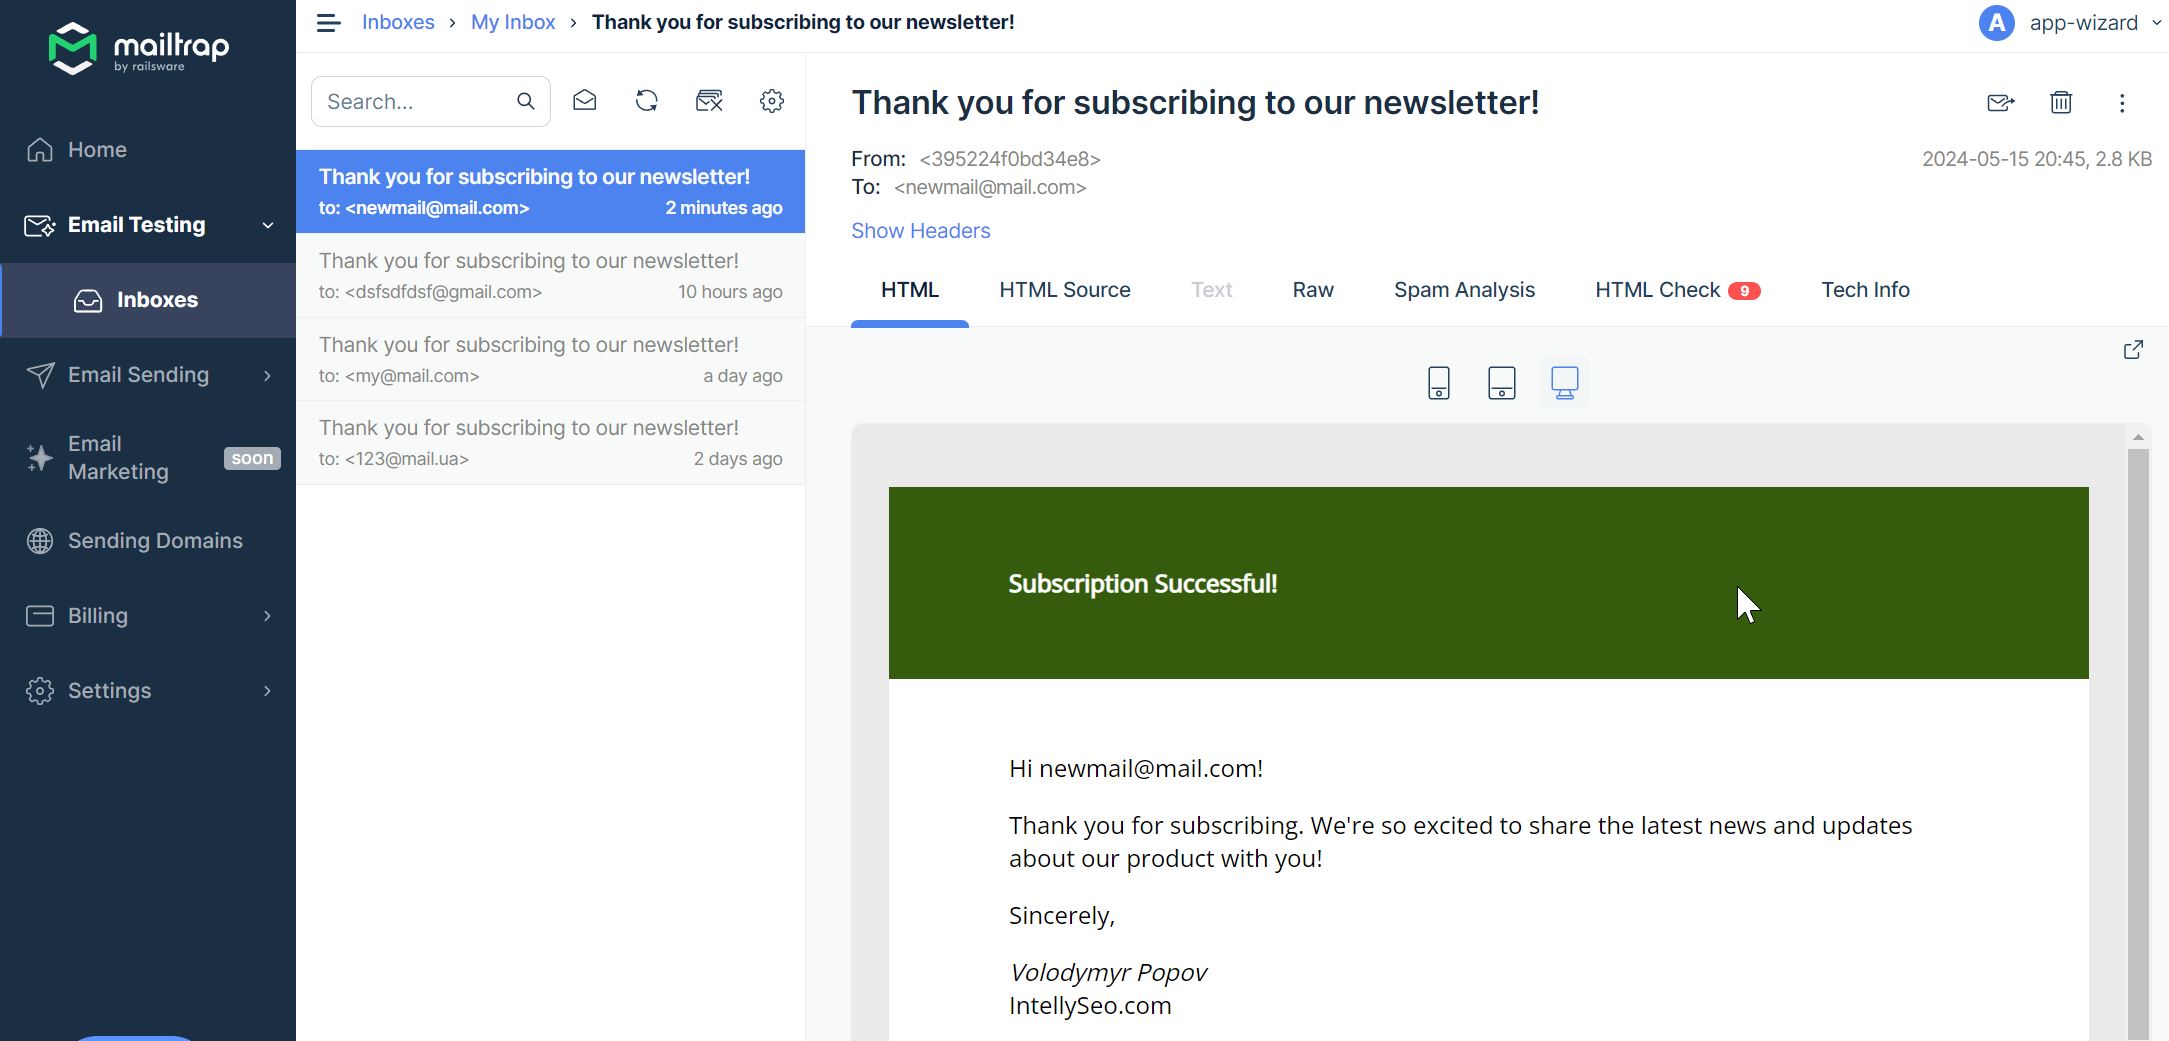 mailtrap
by railsware
Home
Email Testing
Inboxes
Email Sending
Email
Marketing
soon
Sending Domains
Billing
Settings
Inboxes › My Inbox › Thank you for subscribing to our newsletter!
A app-wizard
Search...
Thank you for subscribing to our newsletter!
to: <newmail@mail.com> 2 minutes ago
Thank you for subscribing to our newsletter!
to: <dsfsdfdsf@gmail.com> 10 hours ago
Thank you for subscribing to our newsletter!
to: <my@mail.com> a day ago
Thank you for subscribing to our newsletter!
to: <123@mail.ua> 2 days ago
Thank you for subscribing to our newsletter!
From: <395224f0bd34e8> 2024-05-15 20:45, 2.8 KB
To: <newmail@mail.com>
Show Headers
HTML HTML Source Text Raw Spam Analysis HTML Check 9 Tech Info
Subscription Successful!
Hi newmail@mail.com!
Thank you for subscribing. We're so excited to share the latest news and updates
about our product with you!
Sincerely,
Volodymyr Popov
IntellySeo.com